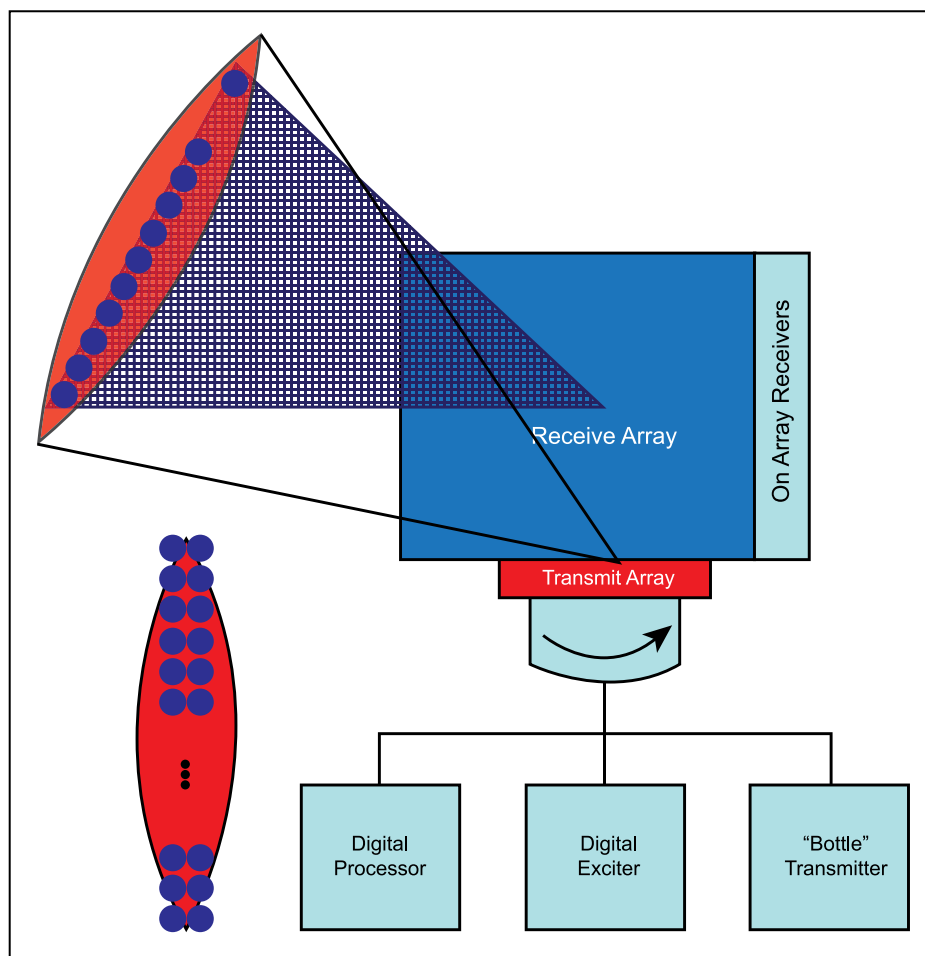 Receive Array
On Array Receivers
Transmit Array
Digital
Processor
Digital
Exciter
“Bottle”
Transmitter